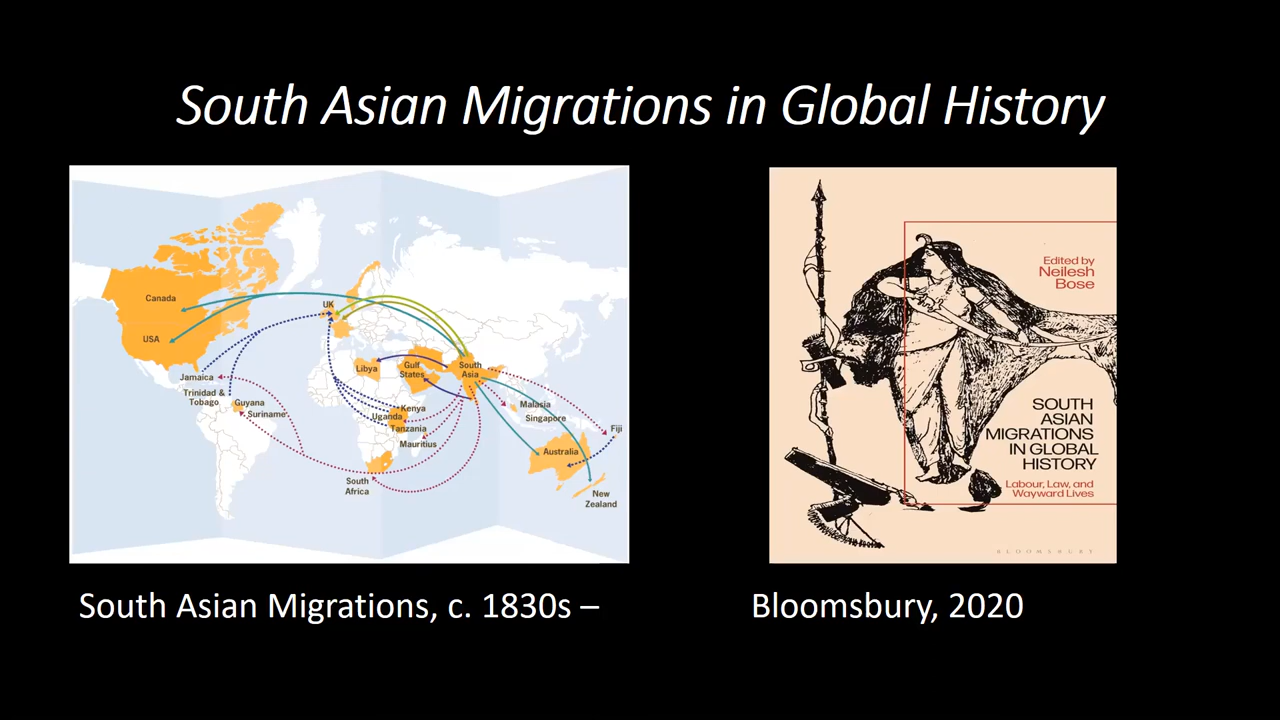 South Asian Migrations in Global History
Canada
USA
UK
Jamaica
Trinidad &
Tobago
Guyana
Suriname
Libya
Gulf
States
South
Asia
Kenya
Uganda
Tanzania
Mauritius
South
Africa
Malasia
Singapore
Fiji
Australia
New
Zealand
South Asian Migrations, c. 1830s –
Edited by
Neilesh
Bose
SOUTH
ASIAN
MIGRATIONS
IN GLOBAL
HISTORY
Labour, Law, and
Wayward Lives
BLOOMSBURY
Bloomsbury, 2020